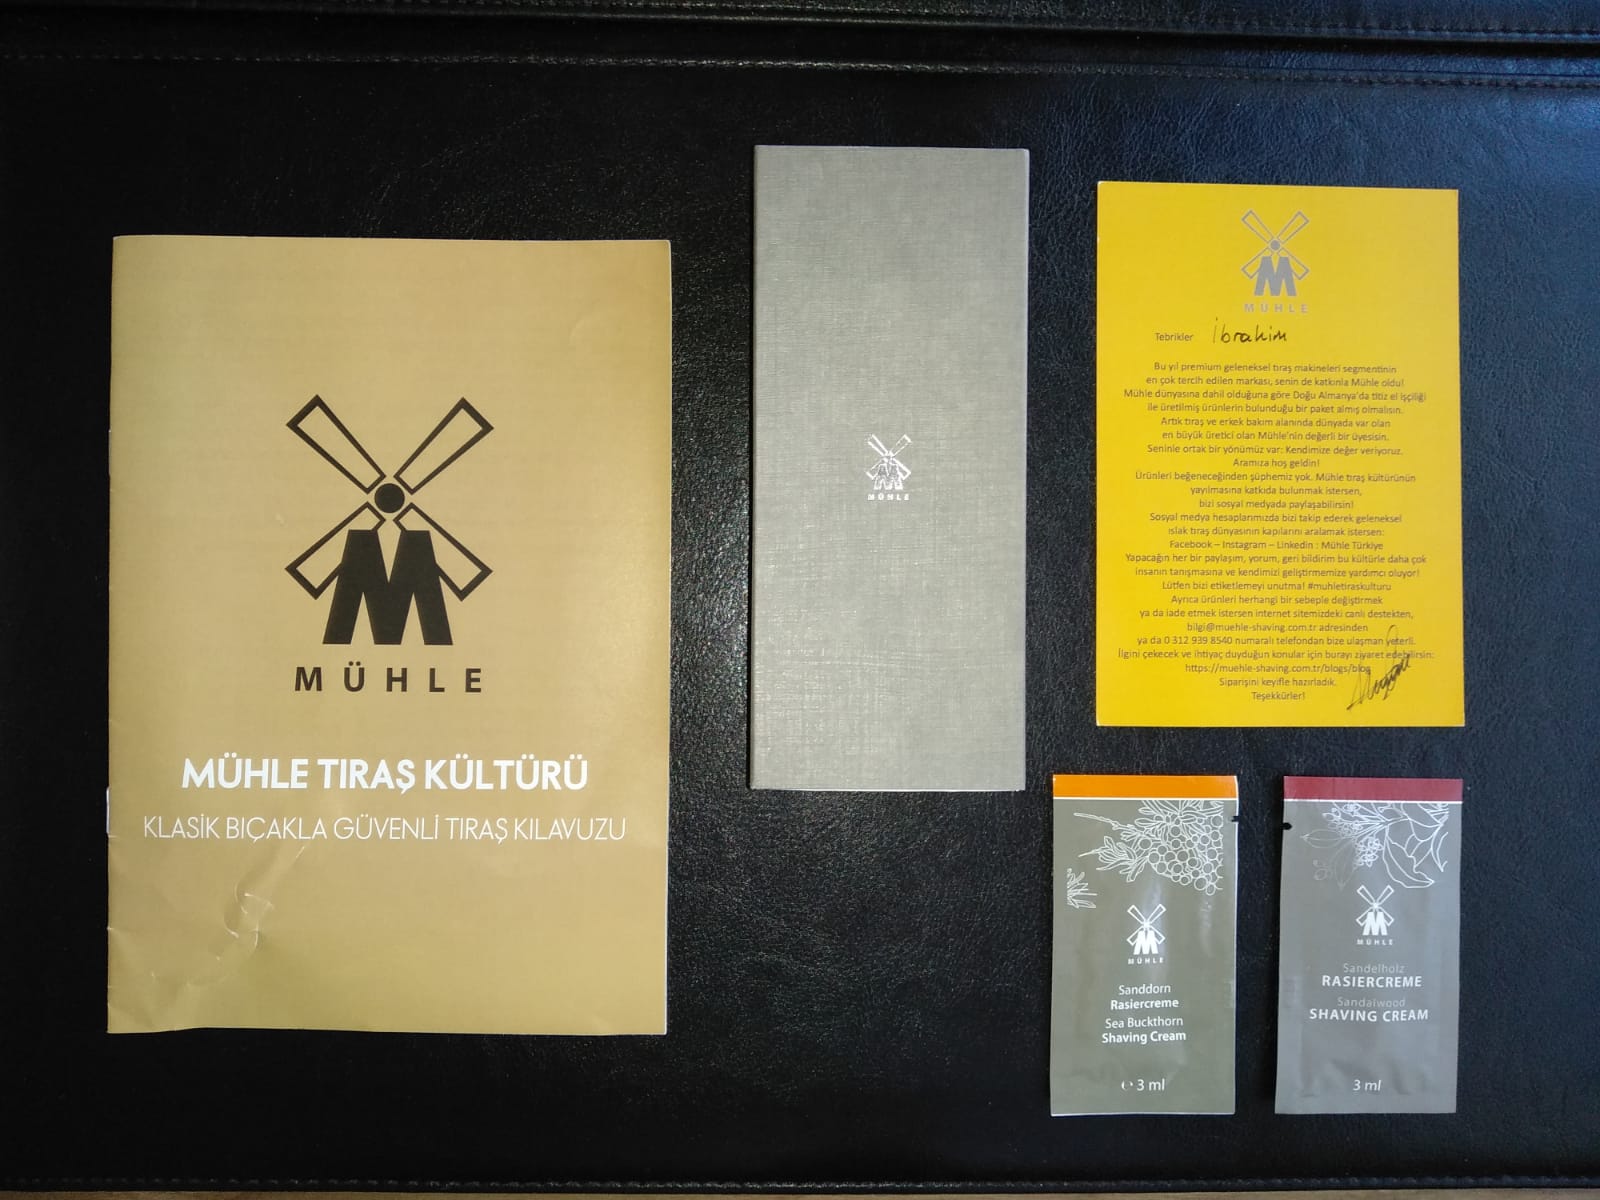 MÜHLE
MÜHLE TIRAŞ KÜLTÜRÜ
KLASİK BIÇAKLA GÜVENLİ TIRAŞ KILAVUZU
MÜHLE
MÜHLE
Tebrikler İbrahim
Bu yıl premium geleneksel tıraş makineleri segmentinin
en çok tercih edilen markası, senin de katkınla Mühle oldu!
Mühle dünyasına dahil olduğuna göre Doğu Almanya'da titiz el işçiliği
ile üretilmiş ürünlerin bulunduğu bir paket almış olmalısın.
Artık tıraş ve erkek bakım alanında dünyada var olan
en büyük üretici olan Mühle'nin değerli bir üyesisin.
Seninle ortak bir yönümüz var: Kendimize değer veriyoruz.
Aramıza hoş geldin!
Ürünleri beğeneceğinden şüphemiz yok. Mühle tıraş kültürünün
yayılmasına katkıda bulunmak istersen,
bizi sosyal medyada paylaşabilirsin!
Sosyal medya hesaplarımızda bizi takip ederek geleneksel
ıslak tıraş dünyasının kapılarını aralamak istersen:
Facebook – Instagram – Linkedin : Mühle Türkiye
Yapacağın her bir paylaşım, yorum, geri bildirim bu kültürle daha çok
insanın tanışmasına ve kendimizi geliştirmemize yardımcı oluyor!
Lütfen bizi etiketlemeyi unutma! #muhletiraskulturu
Ayrıca ürünleri herhangi bir sebeple değiştirmek
ya da iade etmek istersen internet sitemizdeki canlı destekten,
bilgi@muehle-shaving.com.tr adresinden
ya da 0 312 939 8540 numaralı telefondan bize ulaşman yeterli.
İlgini çekecek ve ihtiyaç duyduğun konular için burayı ziyaret edebilirsin:
https://muehle-shaving.com.tr/blogs/blog
Siparişini keyifle hazırladık.
Teşekkürler!
MÜHLE
Sanddorn
Rasiercreme
Sea Buckthorn
Shaving Cream
℮ 3 ml
MÜHLE
Sandelholz
RASIERCREME
Sandalwood
SHAVING CREAM
3 ml